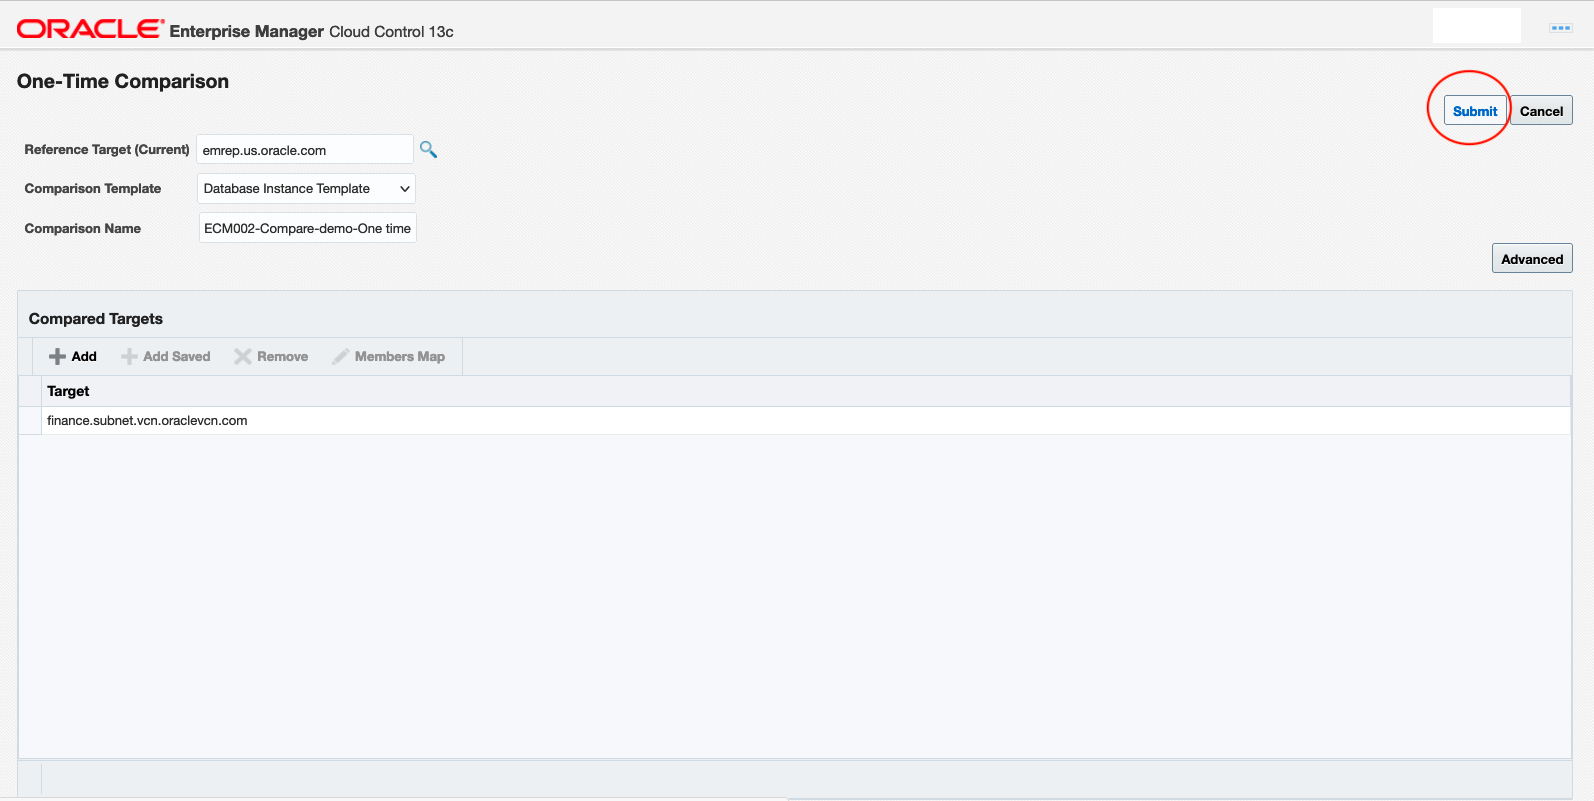 ORACLE Enterprise Manager Cloud Control 13c
One-Time Comparison
Submit Cancel
Reference Target (Current) emrep.us.oracle.com
Comparison Template Database Instance Template
Comparison Name ECM002-Compare-demo-One time
Advanced
Compared Targets
Add Add Saved Remove Members Map
Target
finance.subnet.vcn.oraclevcn.com